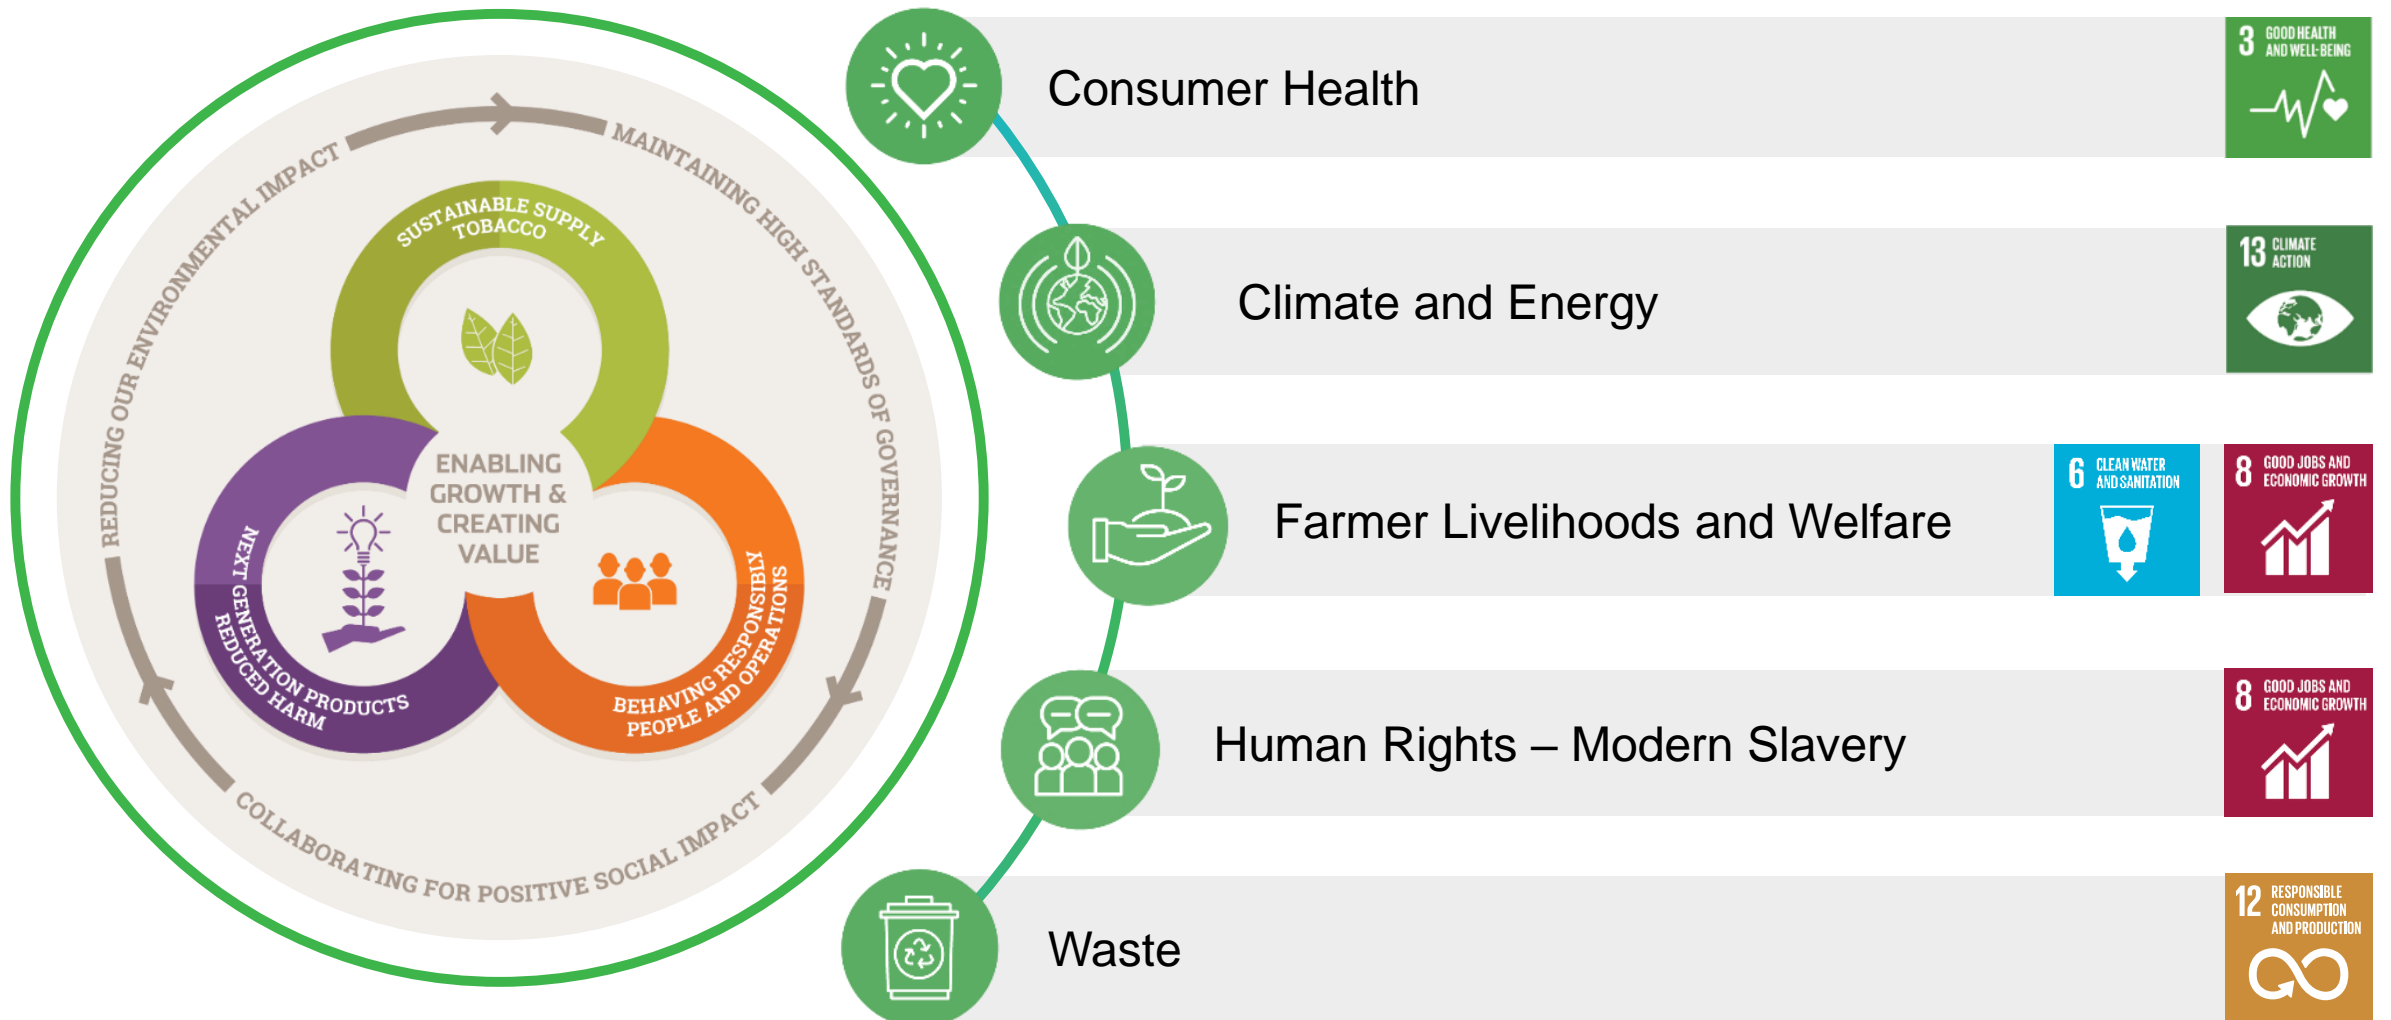 REDUCING OUR ENVIRONMENTAL IMPACT
MAINTAINING HIGH STANDARDS OF GOVERNANCE
COLLABORATING FOR POSITIVE SOCIAL IMPACT
SUSTAINABLE SUPPLY
TOBACCO
ENABLING
GROWTH &
CREATING
VALUE
NEXT GENERATION PRODUCTS
REDUCED HARM
BEHAVING RESPONSIBLY
PEOPLE AND OPERATIONS
Consumer Health
3 GOOD HEALTH
AND WELL-BEING
Climate and Energy
13 CLIMATE
ACTION
Farmer Livelihoods and Welfare
6 CLEAN WATER
AND SANITATION
8 GOOD JOBS AND
ECONOMIC GROWTH
Human Rights – Modern Slavery
8 GOOD JOBS AND
ECONOMIC GROWTH
Waste
12 RESPONSIBLE
CONSUMPTION
AND PRODUCTION